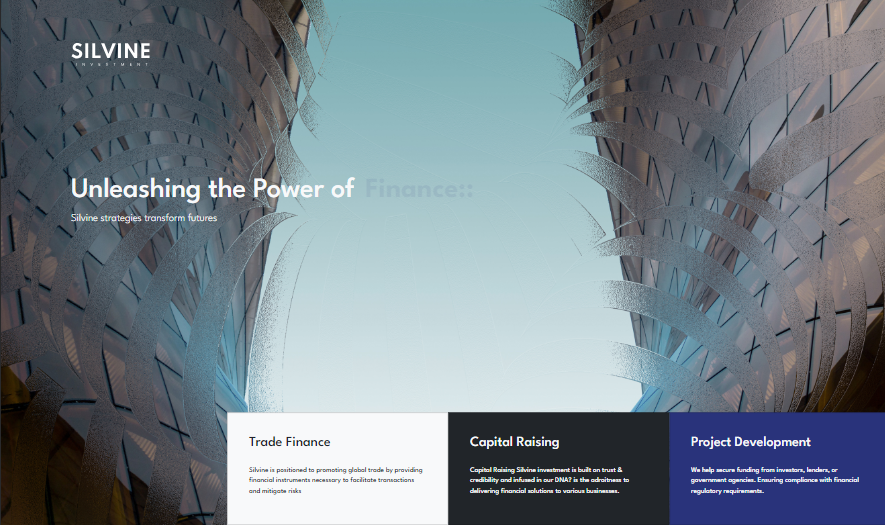 SILVINE
INVESTMENT
Unleashing the Power of Finance::
Silvine strategies transform futures
Trade Finance
Silvine is positioned to promoting global trade by providing
financial instruments necessary to facilitate transactions
and mitigate risks
Capital Raising
Capital Raising Silvine investment is built on trust &
credibility and infused in our DNA? is the adroitness to
delivering financial solutions to various businesses.
Project Development
We help secure funding from investors, lenders, or
government agencies. Ensuring compliance with financial
regulatory requirements.